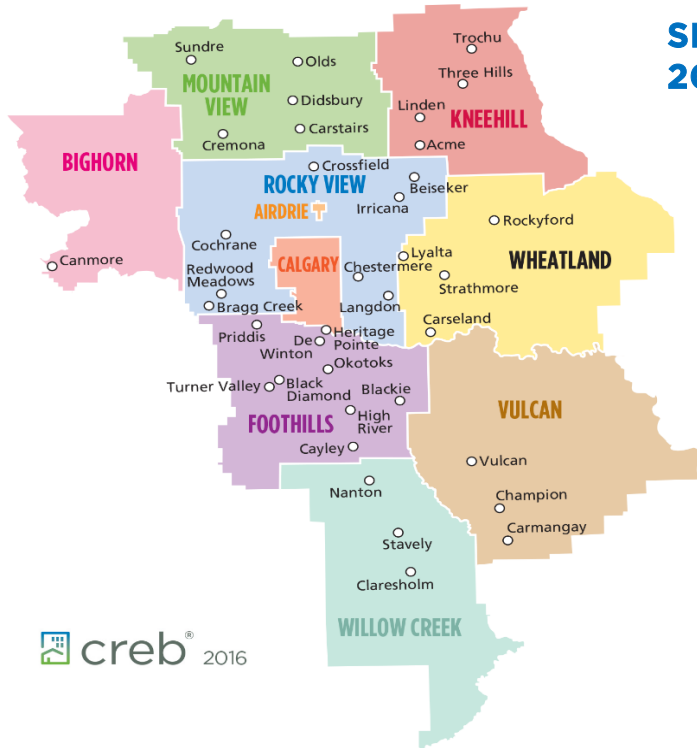 SI
20
Sundre
Olds
MOUNTAIN
VIEW
Didsbury
Cremona
Carstairs
Trochu
Three Hills
Linden
KNEEHILL
Acme
BIGHORN
Canmore
Crossfield
ROCKY VIEW
Beiseker
AIRDRIE
Irricana
Cochrane
CALGARY
Chestermere
Redwood
Meadows
Bragg Creek
Langdon
Rockyford
Lyalta
WHEATLAND
Strathmore
Carseland
Priddis
Heritage
Pointe
De
Winton
Okotoks
Turner Valley
Black
Diamond
Blackie
FOOTHILLS
High
River
Cayley
VULCAN
Vulcan
Champion
Carmangay
Nanton
Stavely
Claresholm
WILLOW CREEK
creb® 2016